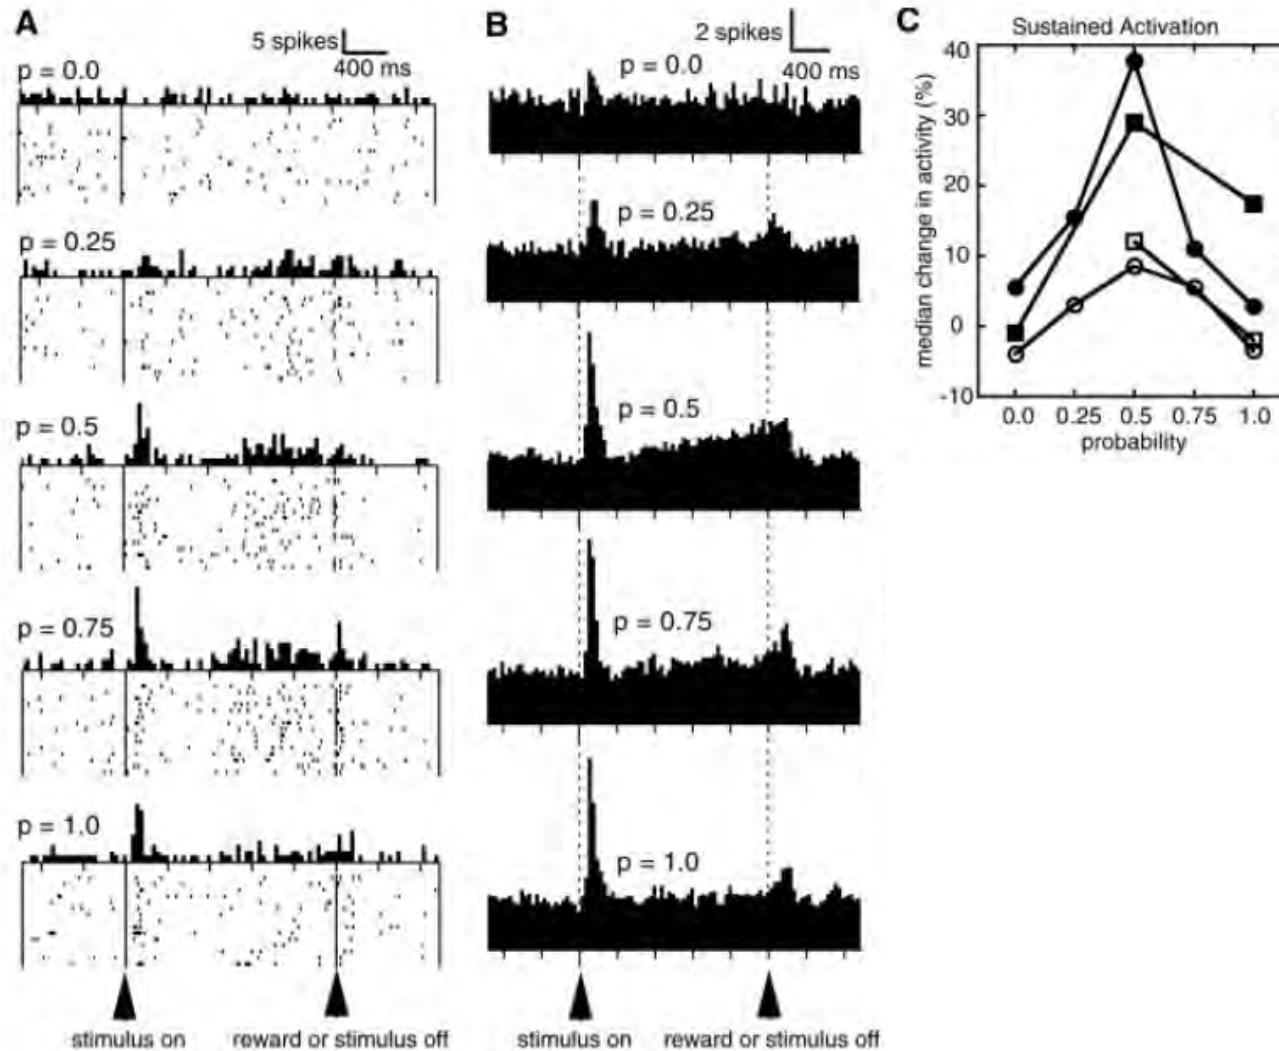 A
5 spikes
400 ms
p = 0.0
p = 0.25
p = 0.5
p = 0.75
p = 1.0
stimulus on
reward or stimulus off
B
2 spikes
400 ms
p = 0.0
p = 0.25
p = 0.5
p = 0.75
p = 1.0
stimulus on
reward or stimulus off
C
Sustained Activation
median change in activity (%)
40
30
20
10
0
-10
0.0 0.25 0.5 0.75 1.0
probability